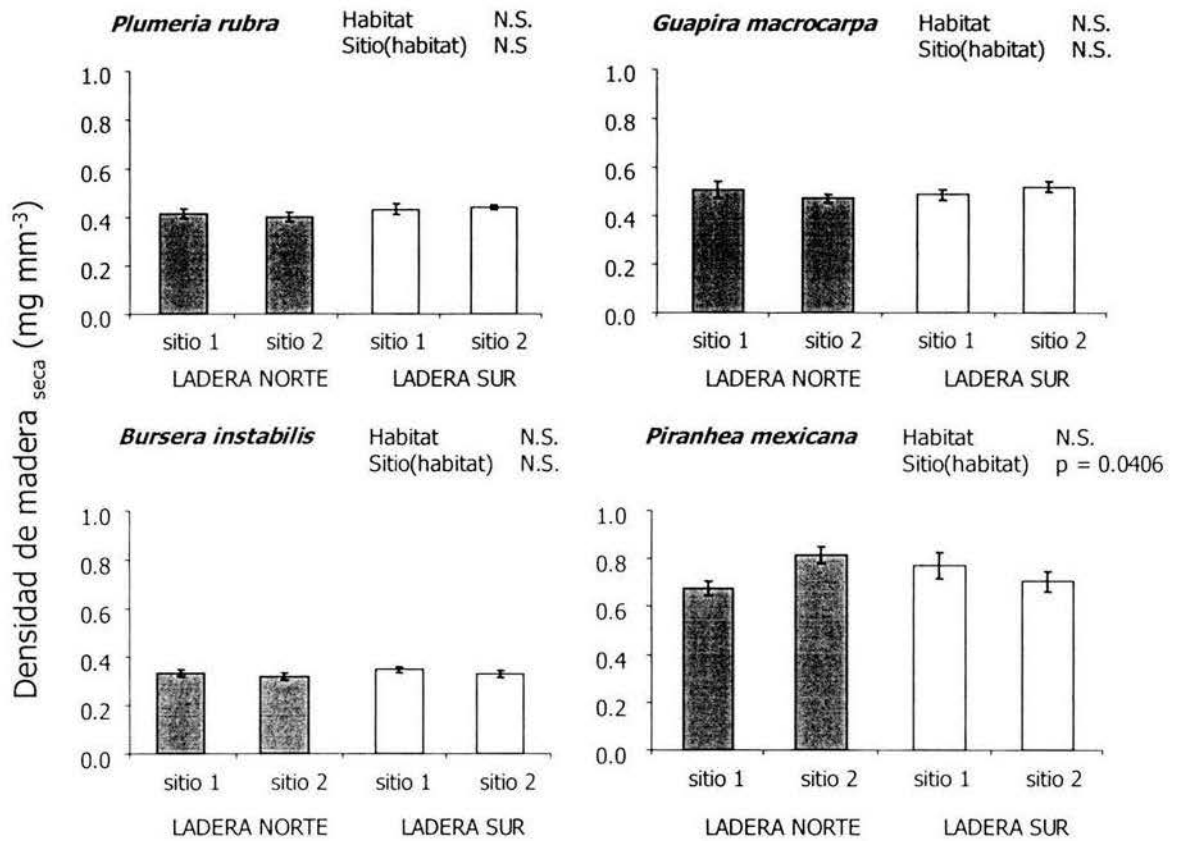 Plumeria rubra Habitat N.S.
Sitio(habitat) N.S
1.0
0.8
0.6
0.4
0.2
0.0
sitio 1 sitio 2 sitio 1 sitio 2
LADERA NORTE LADERA SUR
Guapira macrocarpa Habitat N.S.
Sitio(habitat) N.S.
1.0
0.8
0.6
0.4
0.2
0.0
sitio 1 sitio 2 sitio 1 sitio 2
LADERA NORTE LADERA SUR
Densidad de madera seca (mg mm-3)
Bursera instabilis Habitat N.S.
Sitio(habitat) N.S.
1.0
0.8
0.6
0.4
0.2
0.0
sitio 1 sitio 2 sitio 1 sitio 2
LADERA NORTE LADERA SUR
Piranhea mexicana Habitat N.S.
Sitio(habitat) p = 0.0406
1.0
0.8
0.6
0.4
0.2
0.0
sitio 1 sitio 2 sitio 1 sitio 2
LADERA NORTE LADERA SUR